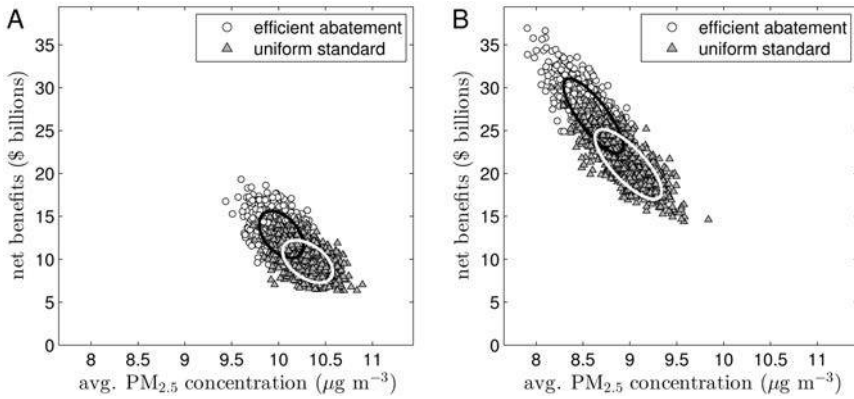 A
efficient abatement
uniform standard
35
30
25
20
15
10
5
0
net benefits ($ billions)
8 8.5 9 9.5 10 10.5 11
avg. PM2.5 concentration (µg m−3)
B
efficient abatement
uniform standard
35
30
25
20
15
10
5
0
net benefits ($ billions)
8 8.5 9 9.5 10 10.5 11
avg. PM2.5 concentration (µg m−3)